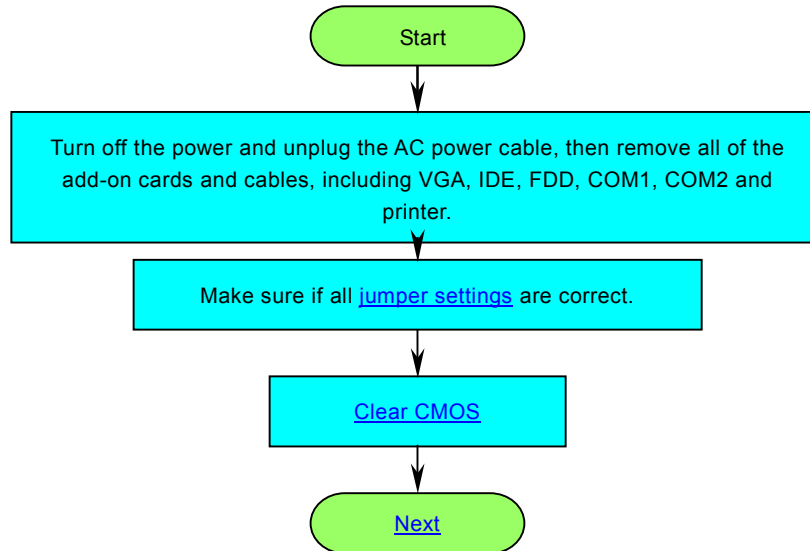 Start
Turn off the power and unplug the AC power cable, then remove all of the
add-on cards and cables, including VGA, IDE, FDD, COM1, COM2 and
printer.
Make sure if all jumper settings are correct.
Clear CMOS
Next